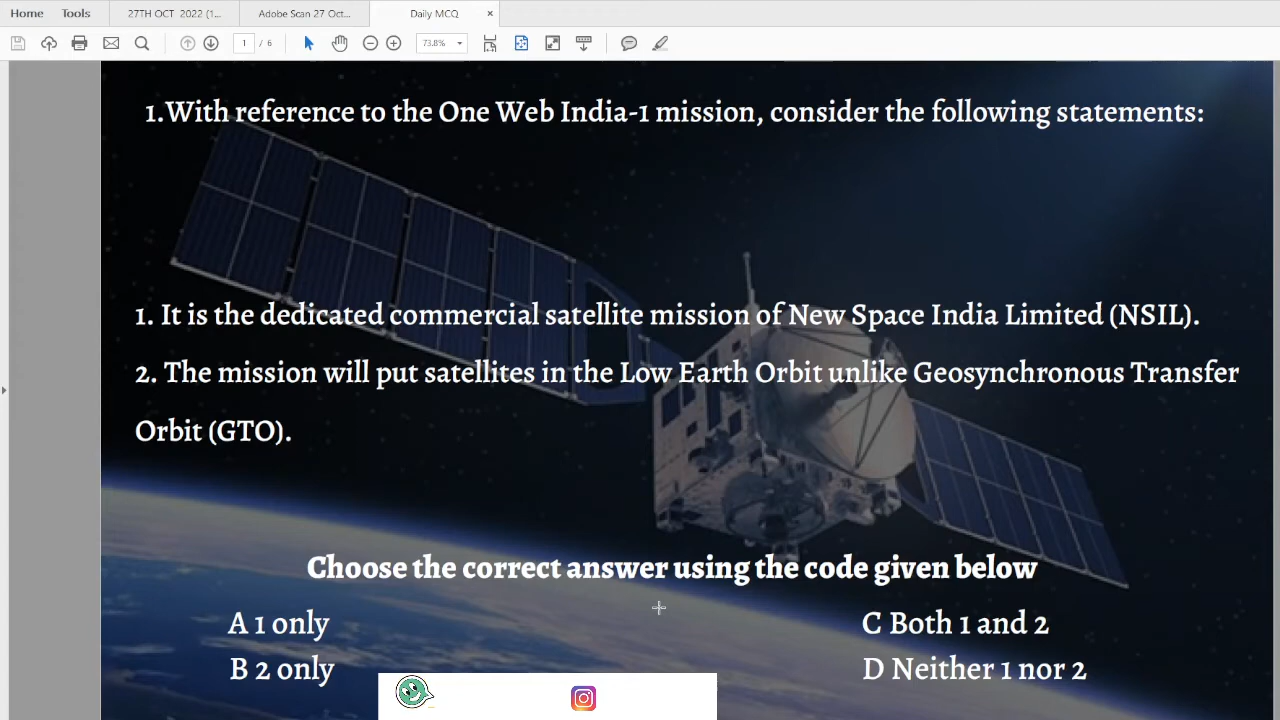 Home Tools 27TH OCT 2022 (1... Adobe Scan 27 Oct... Daily MCQ ×
1 / 6 73.8%
1.With reference to the One Web India-1 mission, consider the following statements:
1. It is the dedicated commercial satellite mission of New Space India Limited (NSIL).
2. The mission will put satellites in the Low Earth Orbit unlike Geosynchronous Transfer
Orbit (GTO).
Choose the correct answer using the code given below
A 1 only
B 2 only
C Both 1 and 2
D Neither 1 nor 2